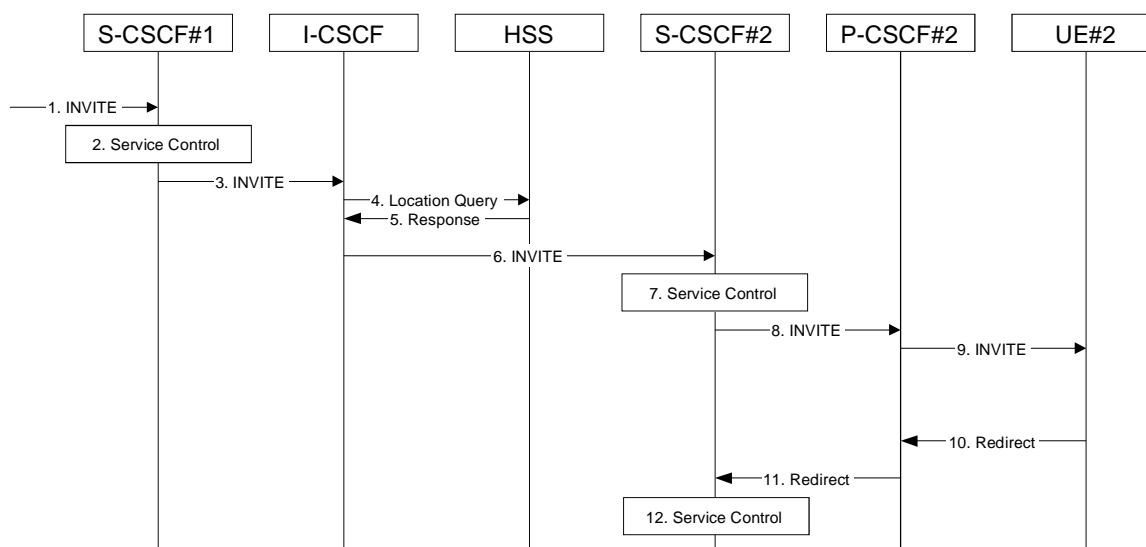 S-CSCF#1
I-CSCF
HSS
S-CSCF#2
P-CSCF#2
UE#2
1. INVITE
2. Service Control
3. INVITE
4. Location Query
5. Response
6. INVITE
7. Service Control
8. INVITE
9. INVITE
10. Redirect
11. Redirect
12. Service Control